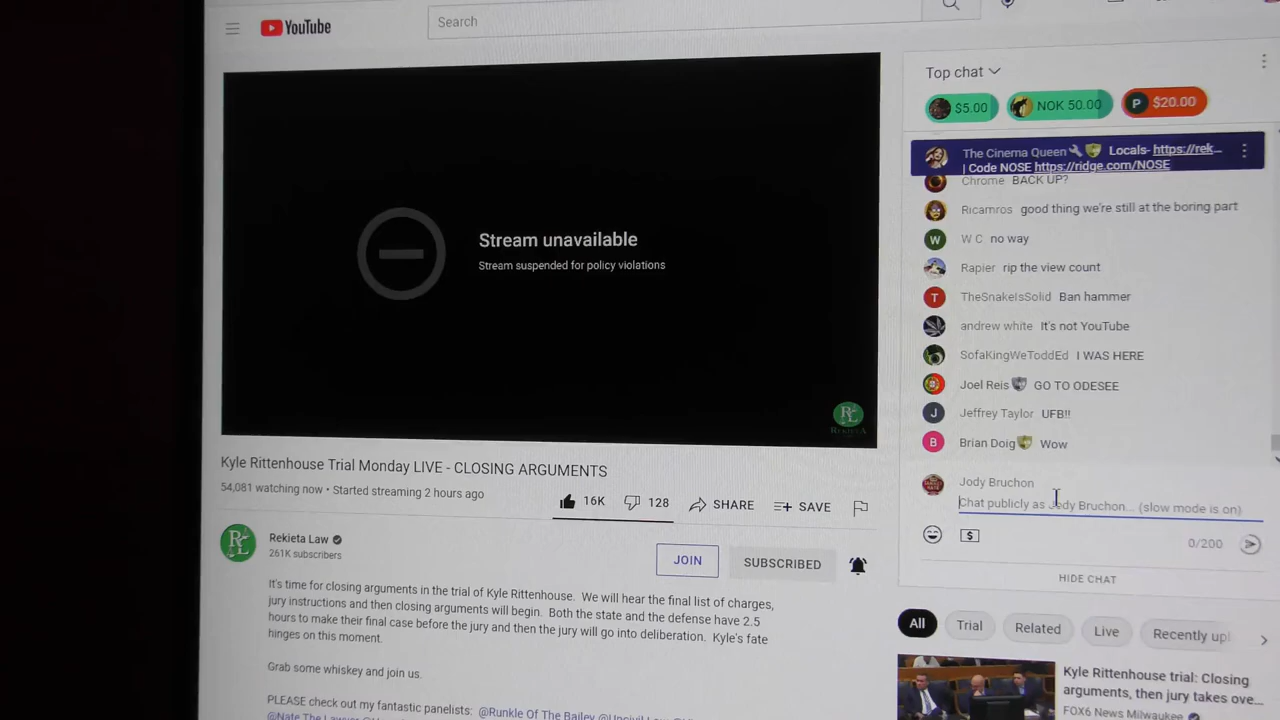 YouTube
Search
Stream unavailable
Stream suspended for policy violations
Kyle Rittenhouse Trial Monday LIVE - CLOSING ARGUMENTS
54,081 watching now • Started streaming 2 hours ago
16K
128
SHARE
SAVE
Rekieta Law
261K subscribers
JOIN
SUBSCRIBED
It's time for closing arguments in the trial of Kyle Rittenhouse. We will hear the final list of charges,
jury instructions and then closing arguments will begin. Both the state and the defense have 2.5
hours to make their final case before the jury and then the jury will go into deliberation. Kyle's fate
hinges on this moment.
Grab some whiskey and join us.
PLEASE check out my fantastic panelists: @Runkle Of The Bailey
@Nate The Lawyer
Top chat
$5.00
NOK 50.00
P $20.00
The Cinema Queen Locals- https://rek...
| Code NOSE https://ridge.com/NOSE
Chrome BACK UP?
Ricamros good thing we're still at the boring part
W W C no way
Rapier rip the view count
T TheSnakeIsSolid Ban hammer
andrew white It's not YouTube
SofaKingWeToddEd I WAS HERE
Joel Reis GO TO ODESEE
J Jeffrey Taylor UFB!!
B Brian Doig Wow
Jody Bruchon
Chat publicly as Jody Bruchon... (slow mode is on)
0/200
HIDE CHAT
All
Trial
Related
Live
Recently upl
Kyle Rittenhouse trial: Closing
arguments, then jury takes ove...
FOX6 News Milwaukee